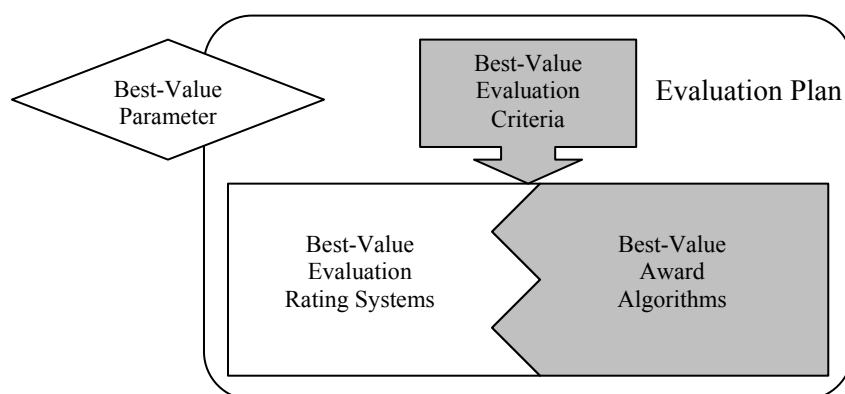 Best-Value
Parameter
Best-Value
Evaluation
Criteria
Evaluation Plan
Best-Value
Evaluation
Rating Systems
Best-Value
Award
Algorithms